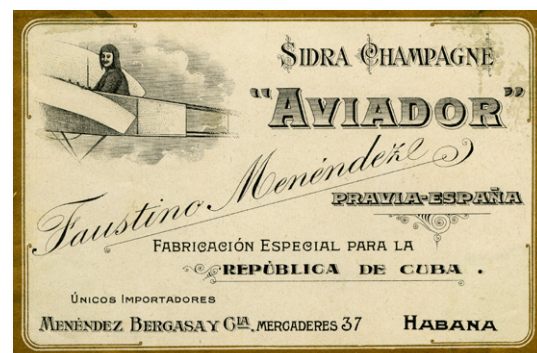 SIDRA CHAMPAGNE
"AVIADOR"
Faustino Menéndez
PRAVIA-ESPAÑA
FABRICACIÓN ESPECIAL PARA LA
REPÚBLICA DE CUBA.
ÚNICOS IMPORTADORES
MENÉNDEZ BERGASA Y CIA. MERCADERES 37 HABANA